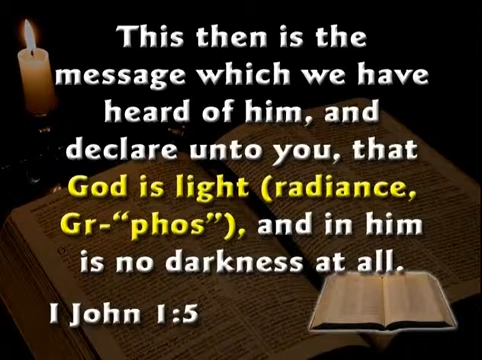 This then is the
message which we have
heard of him, and
declare unto you, that
God is light (radiance,
Gr-“phos”), and in him
is no darkness at all.
I John 1:5